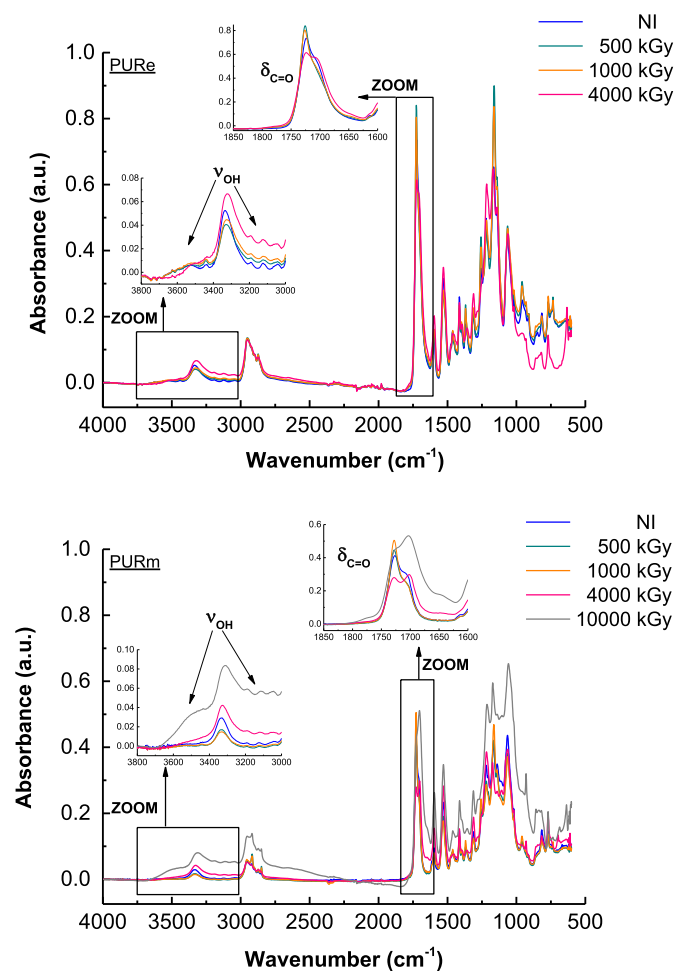 PURe
NI
500 kGy
1000 kGy
4000 kGy
δC=O
ZOOM
0.8
0.6
0.4
0.2
0.0
1850 1800 1750 1700 1650 1600
νOH
0.08
0.06
0.04
0.02
0.00
3800 3600 3400 3200 3000
ZOOM
1.0
0.8
0.6
0.4
0.2
0.0
Absorbance (a.u.)
4000 3500 3000 2500 2000 1500 1000 500
Wavenumber (cm-1)
PURm
NI
500 kGy
1000 kGy
4000 kGy
10000 kGy
δC=O
0.6
0.4
0.2
0.0
1850 1800 1750 1700 1650 1600
ZOOM
νOH
0.10
0.08
0.06
0.04
0.02
0.00
3800 3600 3400 3200 3000
ZOOM
1.0
0.8
0.6
0.4
0.2
0.0
Absorbance (a.u.)
4000 3500 3000 2500 2000 1500 1000 500
Wavenumber (cm-1)